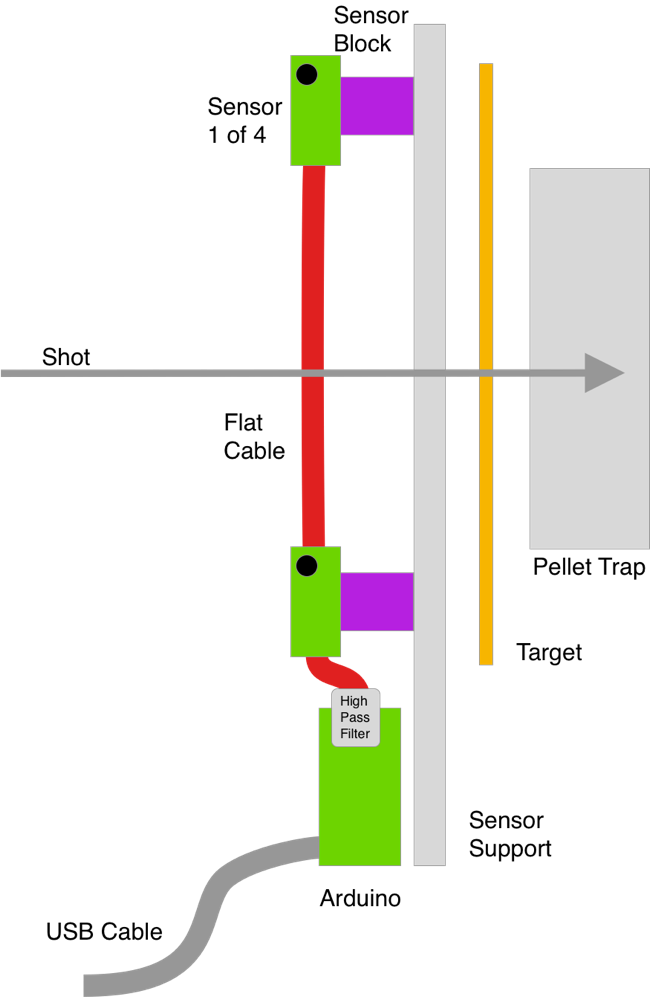 Sensor
Block
Sensor
1 of 4
Shot
Flat
Cable
Pellet Trap
Target
High
Pass
Filter
Sensor
Support
Arduino
USB Cable